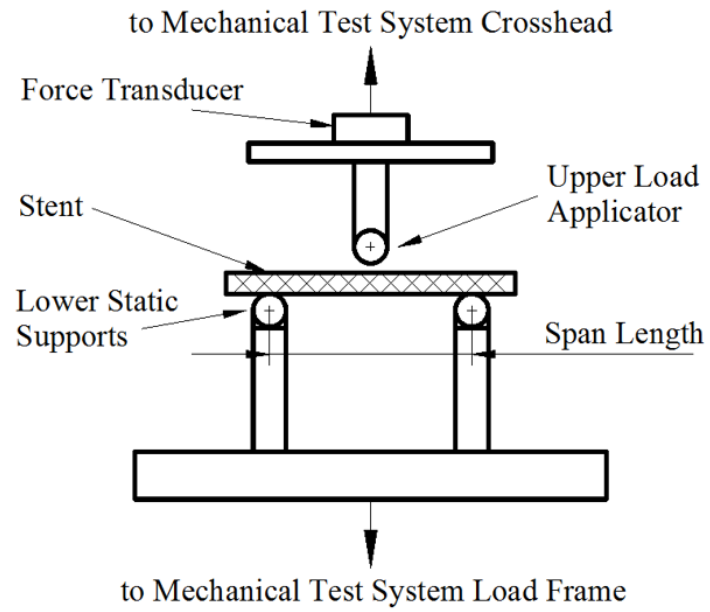 to Mechanical Test System Crosshead
Force Transducer
Upper Load
Applicator
Stent
Lower Static
Supports
Span Length
to Mechanical Test System Load Frame